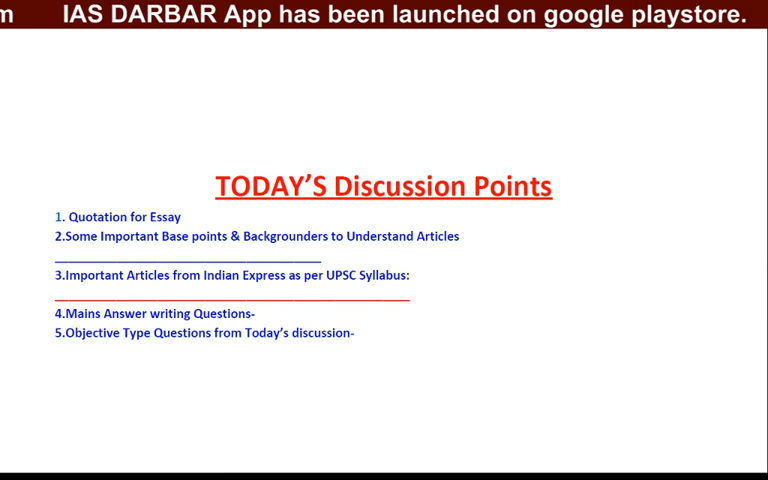 m IAS DARBAR App has been launched on google playstore.
TODAY'S Discussion Points
1. Quotation for Essay
2.Some Important Base points & Backgrounders to Understand Articles
3.Important Articles from Indian Express as per UPSC Syllabus:
4.Mains Answer writing Questions-
5.Objective Type Questions from Today's discussion-